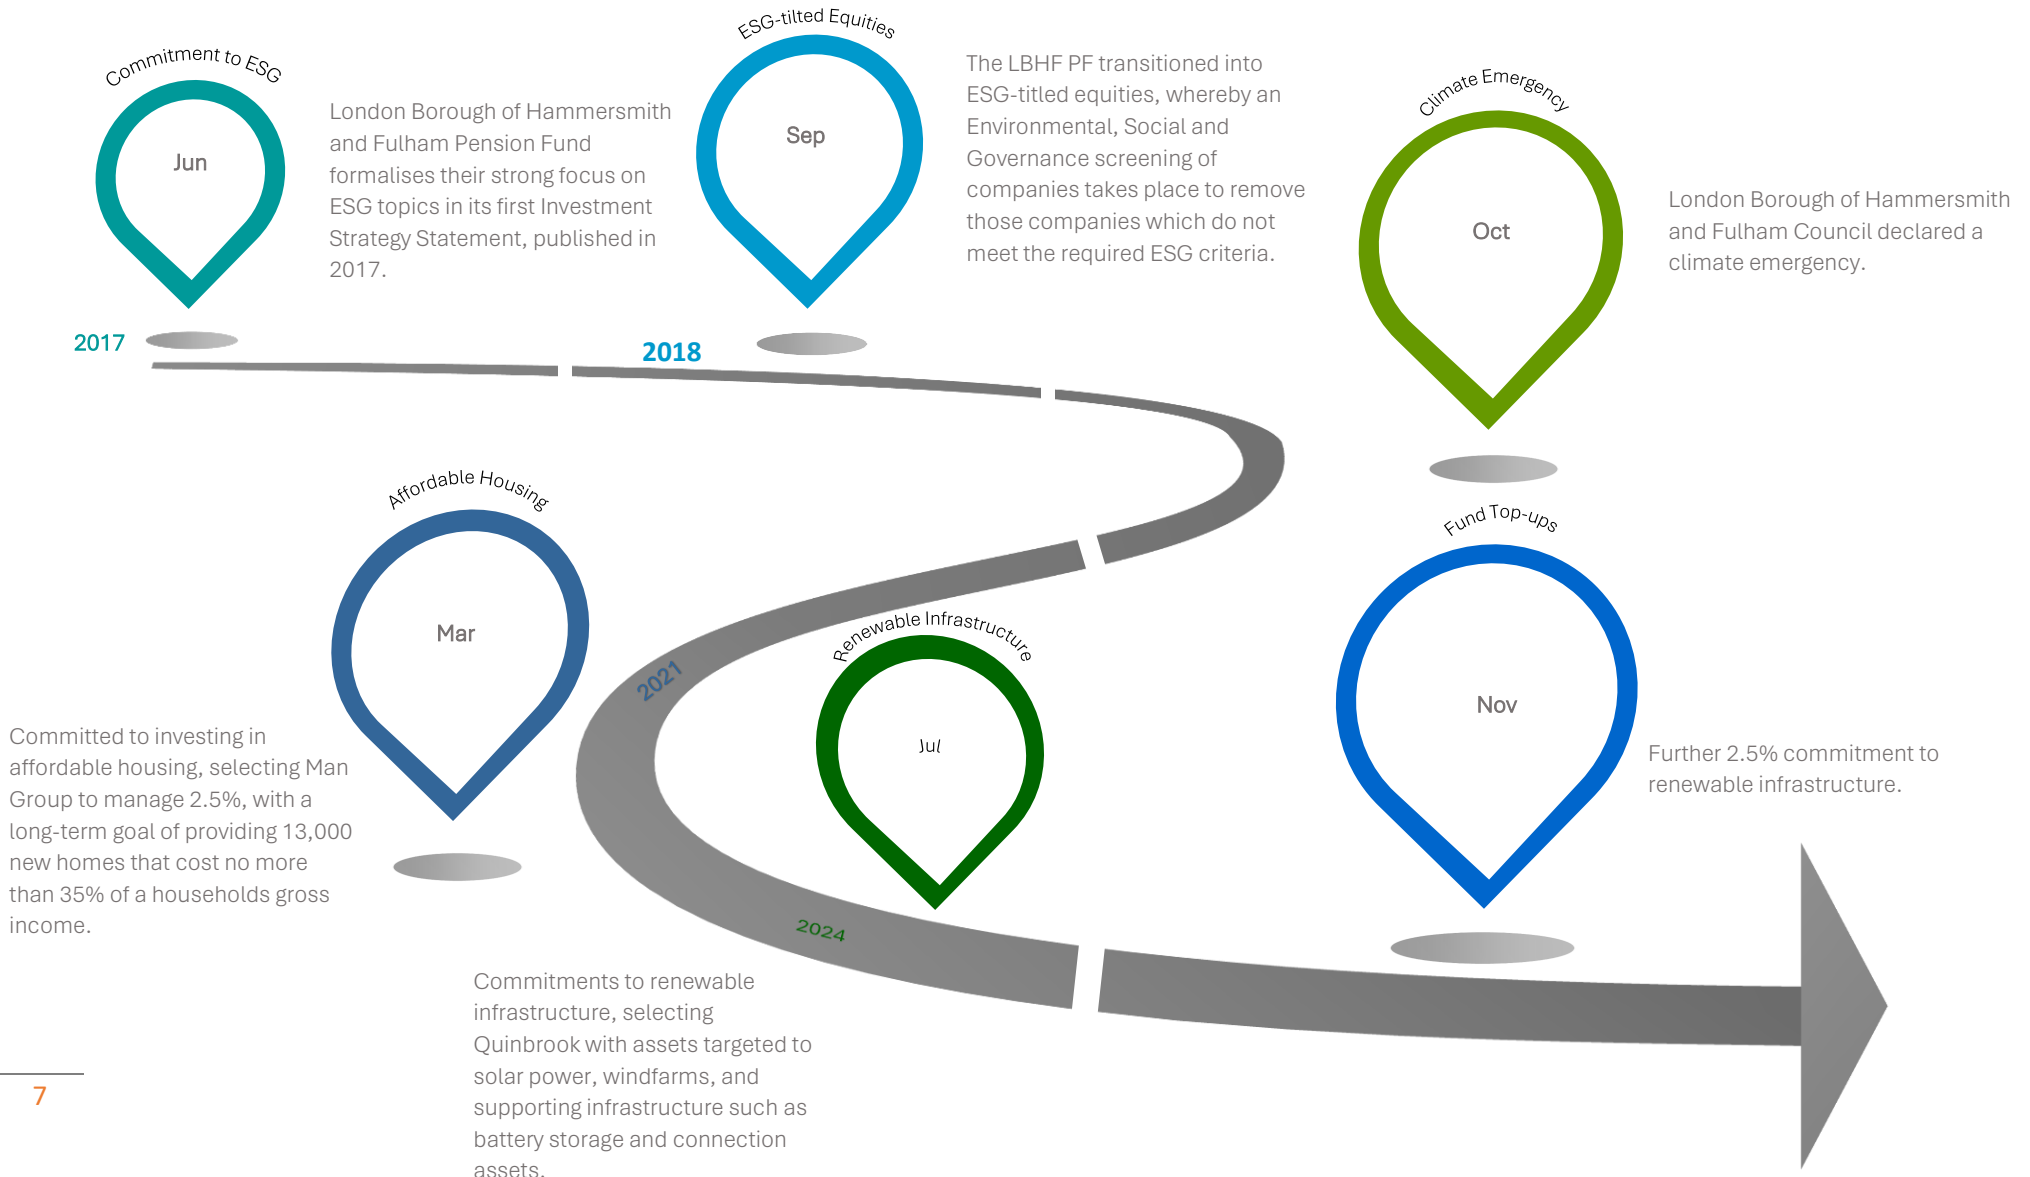 Commitment to ESG
Jun
London Borough of Hammersmith
and Fulham Pension Fund
formalises their strong focus on
ESG topics in its first Investment
Strategy Statement, published in
2017.
2017
ESG-tilted Equities
Sep
The LBHF PF transitioned into
ESG-titled equities, whereby an
Environmental, Social and
Governance screening of
companies takes place to remove
those companies which do not
meet the required ESG criteria.
2018
Climate Emergency
Oct
London Borough of Hammersmith
and Fulham Council declared a
climate emergency.
Affordable Housing
Mar
Committed to investing in
affordable housing, selecting Man
Group to manage 2.5%, with a
long-term goal of providing 13,000
new homes that cost no more
than 35% of a households gross
income.
2021
Renewable Infrastructure
Jul
2024
Commitments to renewable
infrastructure, selecting
Quinbrook with assets targeted to
solar power, windfarms, and
supporting infrastructure such as
battery storage and connection
assets.
Fund Top-ups
Nov
Further 2.5% commitment to
renewable infrastructure.
7